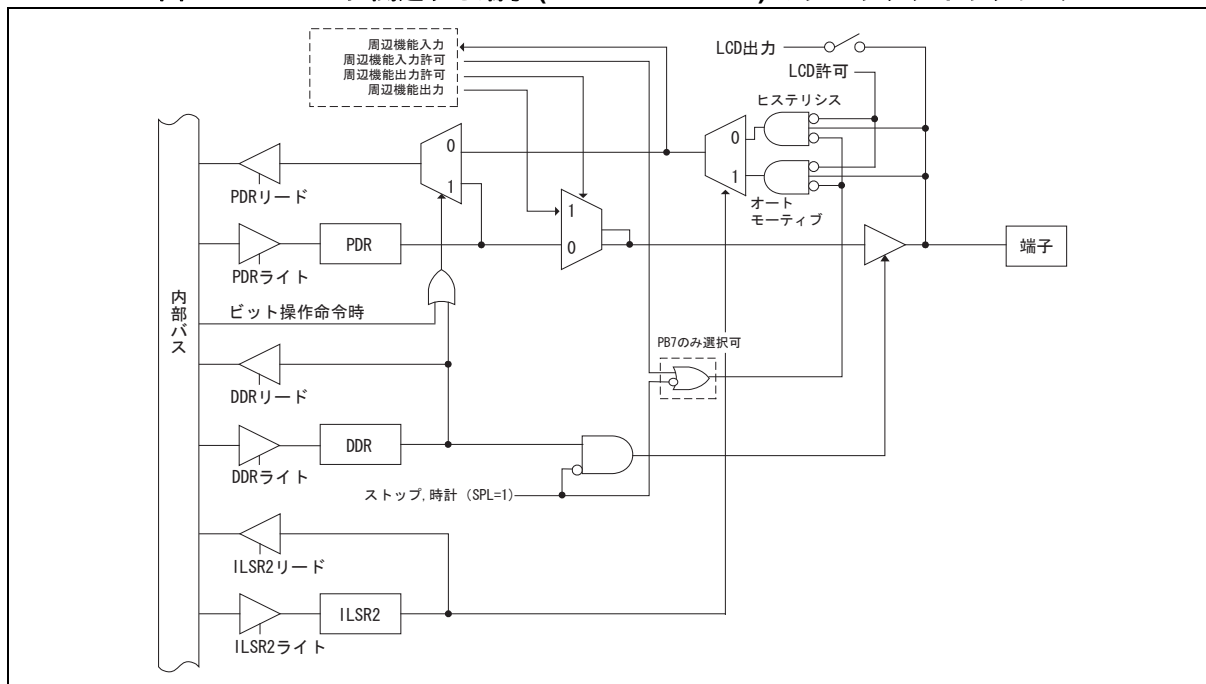 周辺機能入力
周辺機能入力許可
周辺機能出力許可
周辺機能出力
LCD出力
LCD許可
ヒステリシス
0
1
オート
モーティブ
0
1
PDRリード
1
0
PDR
PDRライト
端子
内部バス
ビット操作命令時
PB7のみ選択可
DDRリード
DDR
DDRライト
ストップ,時計 (SPL=1)
ILSR2リード
ILSR2
ILSR2ライト